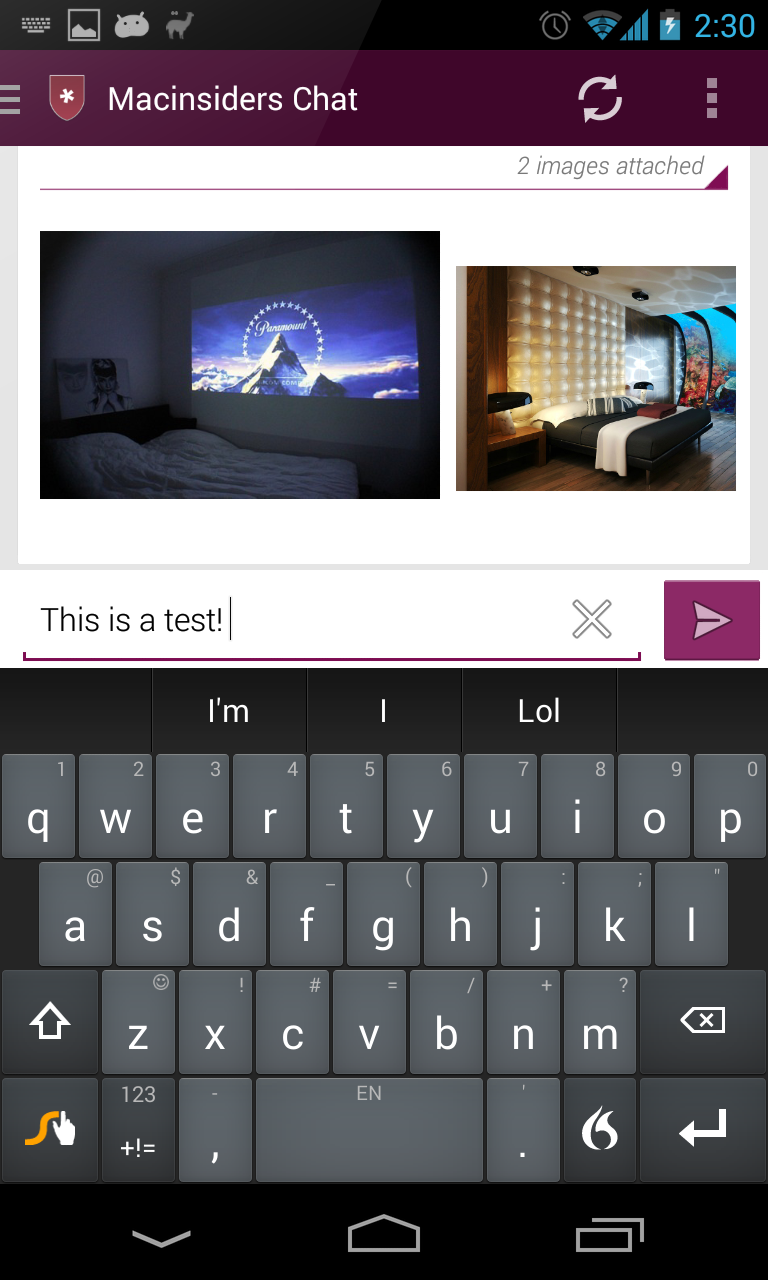 2:30
Macinsiders Chat
2 images attached
Paramount
This is a test!
I'm I Lol
1 2 3 4 5 6 7 8 9 0
q w e r t y u i o p
@ $ & _ ( ) : ; "
a s d f g h j k l
! # = / + ?
z x c v b n m
123 - EN '
+!= , .